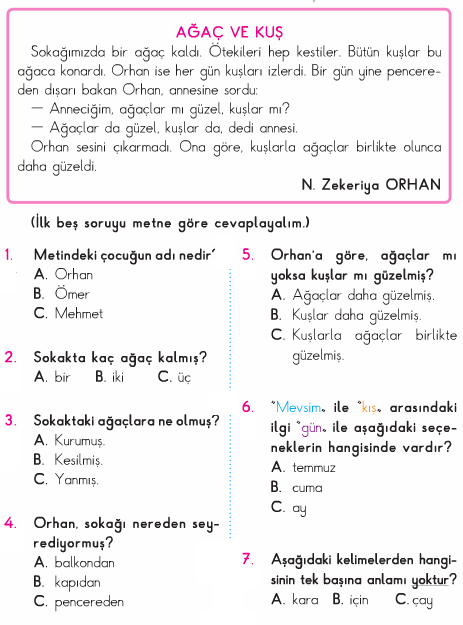 AĞAÇ VE KUŞ
Sokağımızda bir ağaç kaldı. Ötekileri hep kestiler. Bütün kuşlar bu
ağaca konardı. Orhan ise her gün kuşları izlerdi. Bir gün yine pencere-
den dışarı bakan Orhan, annesine sordu:
— Anneciğim, ağaçlar mı güzel, kuşlar mı?
— Ağaçlar da güzel, kuşlar da, dedi annesi.
Orhan sesini çıkarmadı. Ona göre, kuşlarla ağaçlar birlikte olunca
daha güzeldi.
N. Zekeriya ORHAN
(İlk beş soruyu metne göre cevaplayalım.)
1. Metindeki çocuğun adı nedir?
A. Orhan
B. Ömer
C. Mehmet
2. Sokakta kaç ağaç kalmış?
A. bir B. iki C. üç
3. Sokaktaki ağaçlara ne olmuş?
A. Kurumuş.
B. Kesilmiş.
C. Yanmış.
4. Orhan, sokağı nereden sey-
rediyormuş?
A. balkondan
B. kapıdan
C. pencereden
5. Orhan'a göre, ağaçlar mı
yoksa kuşlar mı güzelmiş?
A. Ağaçlar daha güzelmiş.
B. Kuşlar daha güzelmiş.
C. Kuşlarla ağaçlar birlikte
güzelmiş.
6. “Mevsim„ ile “kış„ arasındaki
ilgi “gün„ ile aşağıdaki seçe-
neklerin hangisinde vardır?
A. temmuz
B. cuma
C. ay
7. Aşağıdaki kelimelerden hangi-
sinin tek başına anlamı yoktur?
A. kara B. için C. çay